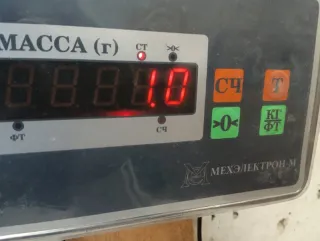 МАССА (г)
СТ
>0<
1.0
СЧ
Т
>0<
КГ
ФТ
ФТ
СЧ
МЕХЭЛЕКТРОН-М